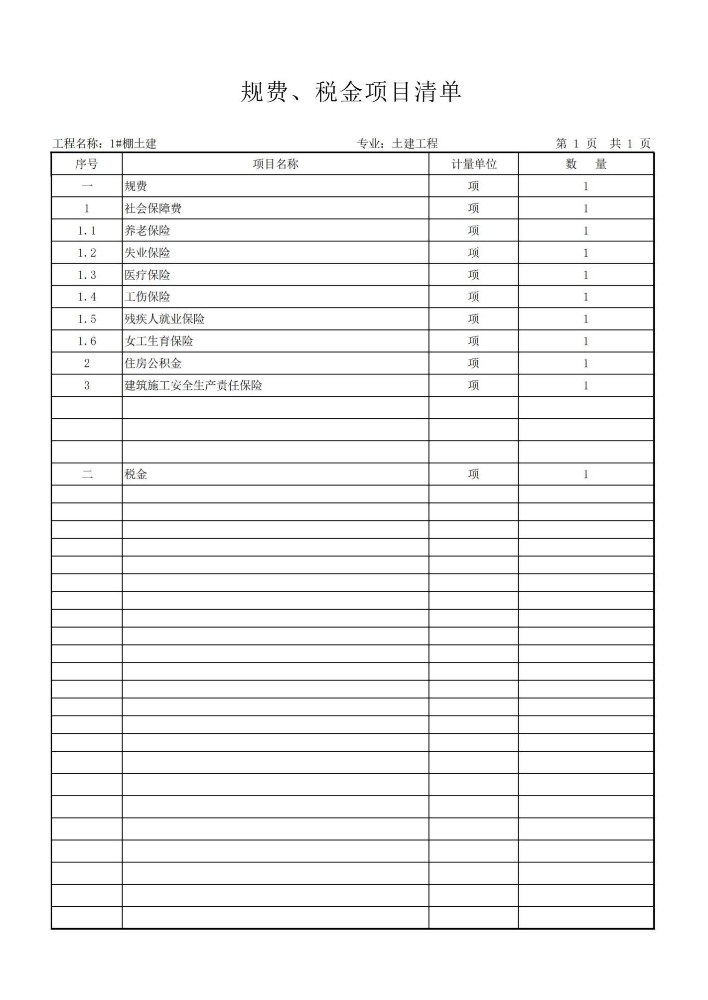 规费、税金项目清单
工程名称：1#棚土建 专业：土建工程 第 1 页 共 1 页
序号 项目名称 计量单位 数 量
一 规费 项 1
1 社会保障费 项 1
1.1 养老保险 项 1
1.2 失业保险 项 1
1.3 医疗保险 项 1
1.4 工伤保险 项 1
1.5 残疾人就业保险 项 1
1.6 女工生育保险 项 1
2 住房公积金 项 1
3 建筑施工安全生产责任保险 项 1
二 税金 项 1